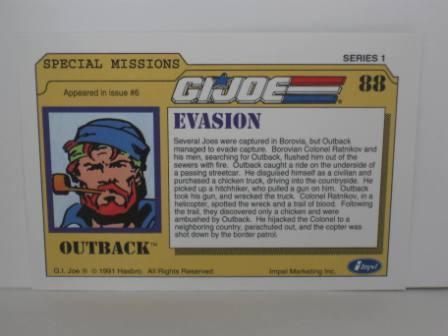 SERIES 1
SPECIAL MISSIONS
G.I.JOE ®
88
Appeared in issue #6
EVASION
Several Joes were captured in Borovia, but Outback
managed to evade capture. Borovian Colonel Ratnikov and
his men, searching for Outback, flushed him out of the
sewers with fire. Outback caught a ride on the underside of
a passing streetcar. He disguised himself as a civilian and
purchased a chicken truck, driving into the countryside. He
picked up a hitchhiker, who pulled a gun on him. Outback
took his gun, and wrecked the truck. Colonel Ratnikov, in a
helicopter, spotted the wreck and a trail of blood. Following
the trail, they discovered only a chicken and were
ambushed by Outback. He hijacked the Colonel to a
neighboring country, parachuted out, and the copter was
shot down by the border patrol.
OUTBACK™
G.I. Joe ® © 1991 Hasbro. All Rights Reserved.
Impel Marketing Inc.
impel